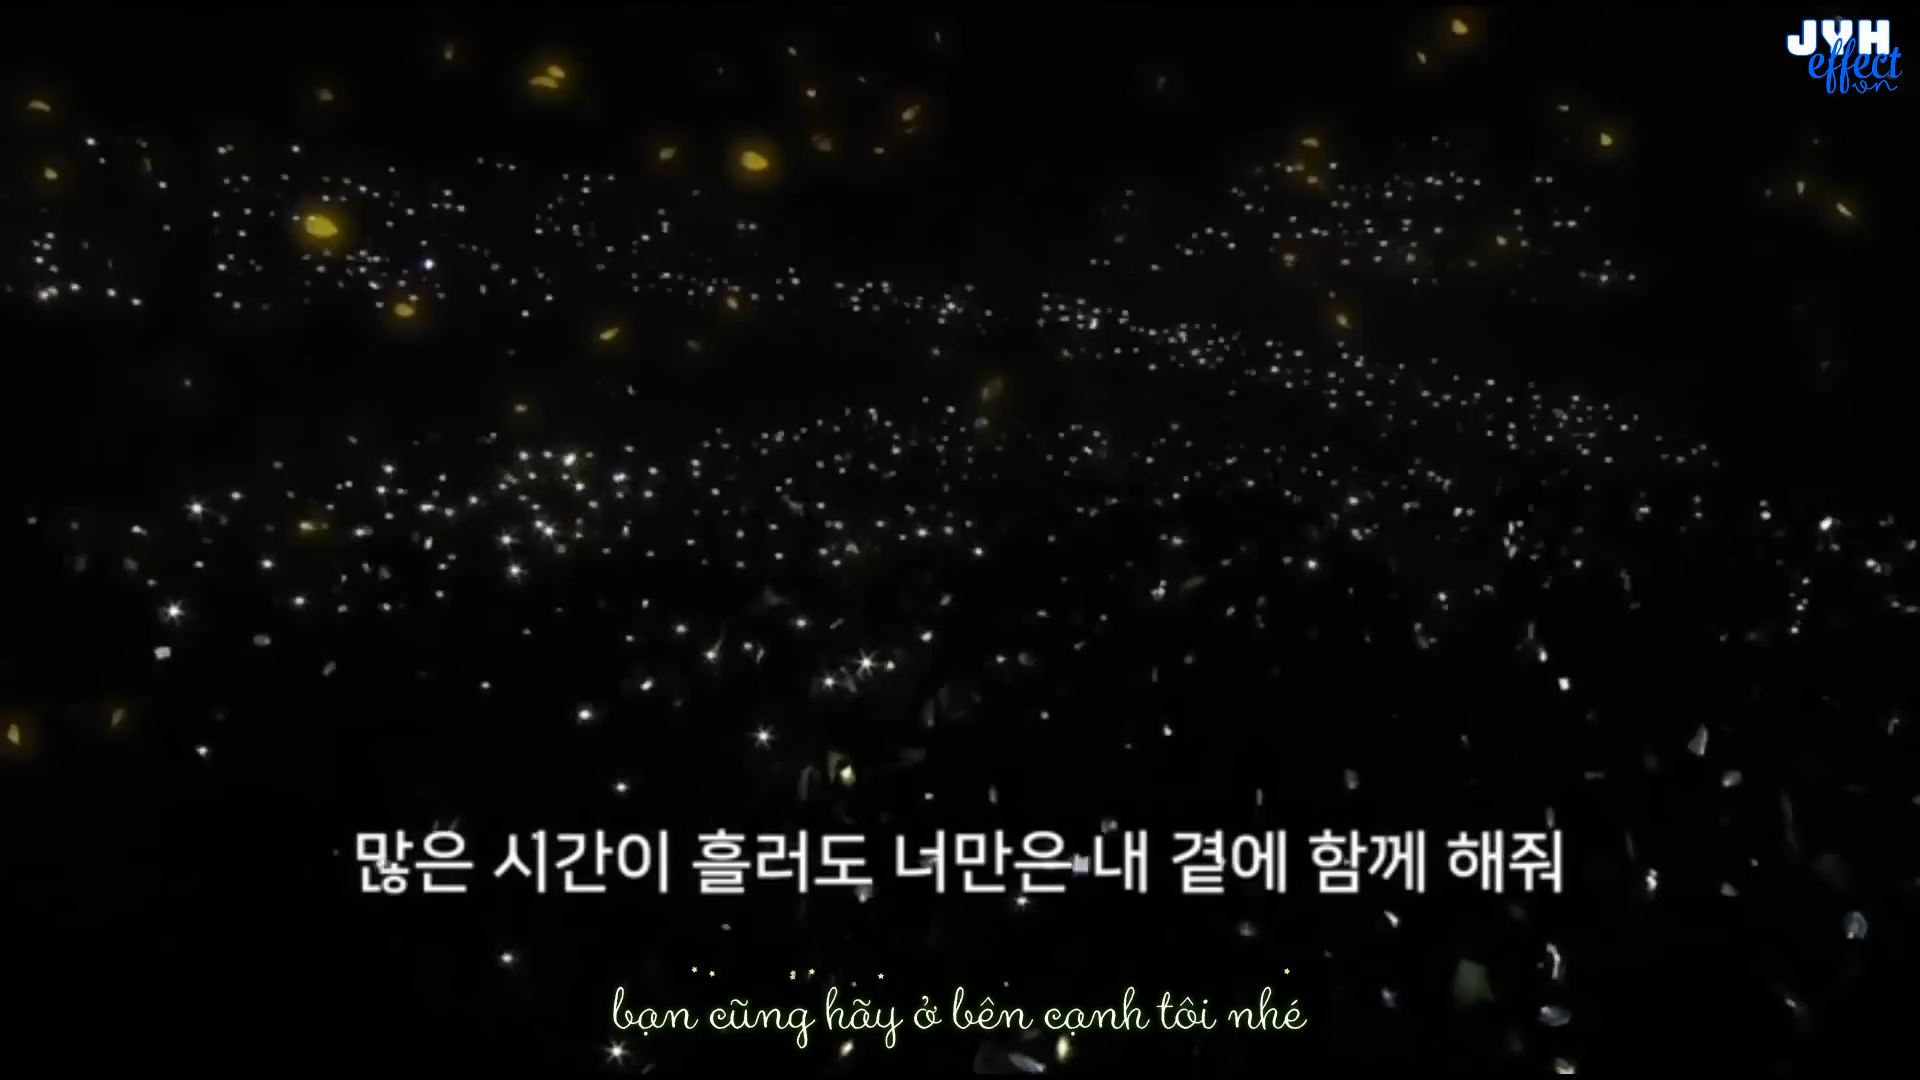 JYH
effect
vn
많은 시간이 흘러도 너만은 내 곁에 함께 해줘
bạn cũng hãy ở bên cạnh tôi nhé